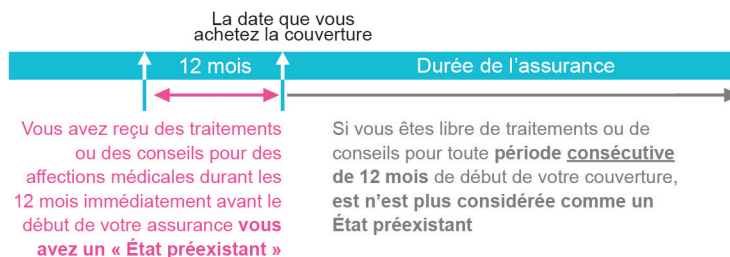 La date que vous
achetez la couverture
12 mois
Durée de l'assurance
Vous avez reçu des traitements
ou des conseils pour des
affections médicales durant les
12 mois immédiatement avant le
début de votre assurance vous
avez un « État préexistant »
Si vous êtes libre de traitements ou de
conseils pour toute période consécutive
de 12 mois de début de votre couverture,
est n'est plus considérée comme un
État préexistant